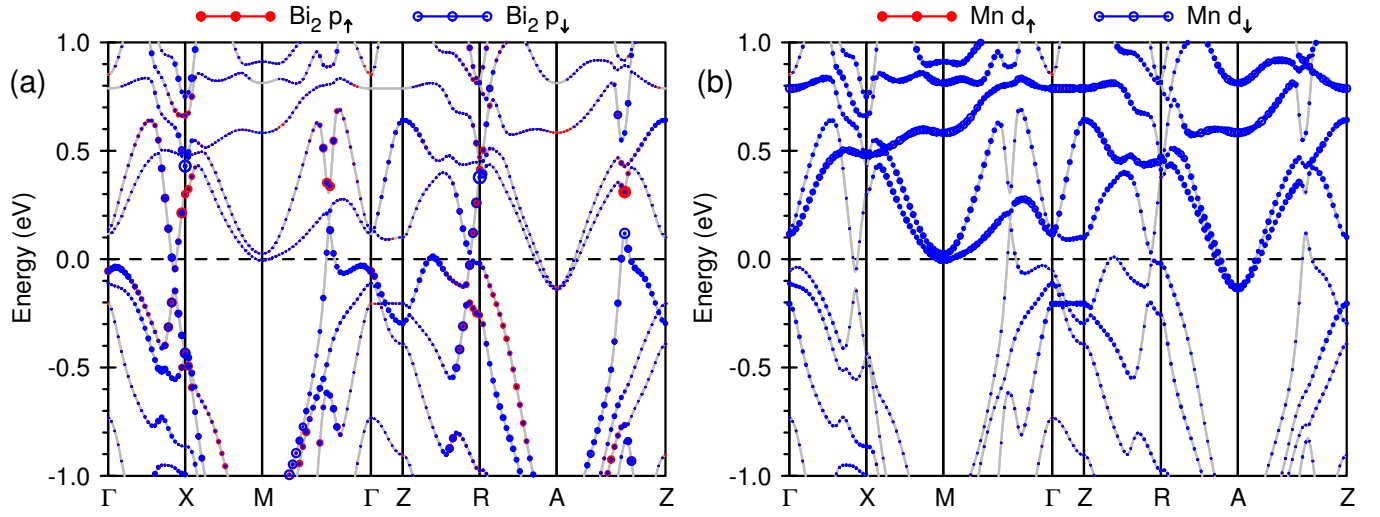 Bi₂ p↑ Bi₂ p↓ Mn d↑ Mn d↓
(a) (b)
Energy (eV) Energy (eV)
1.0 1.0
0.5 0.5
0.0 0.0
-0.5 -0.5
-1.0 -1.0
Γ X M Γ Z R A Z Γ X M Γ Z R A Z